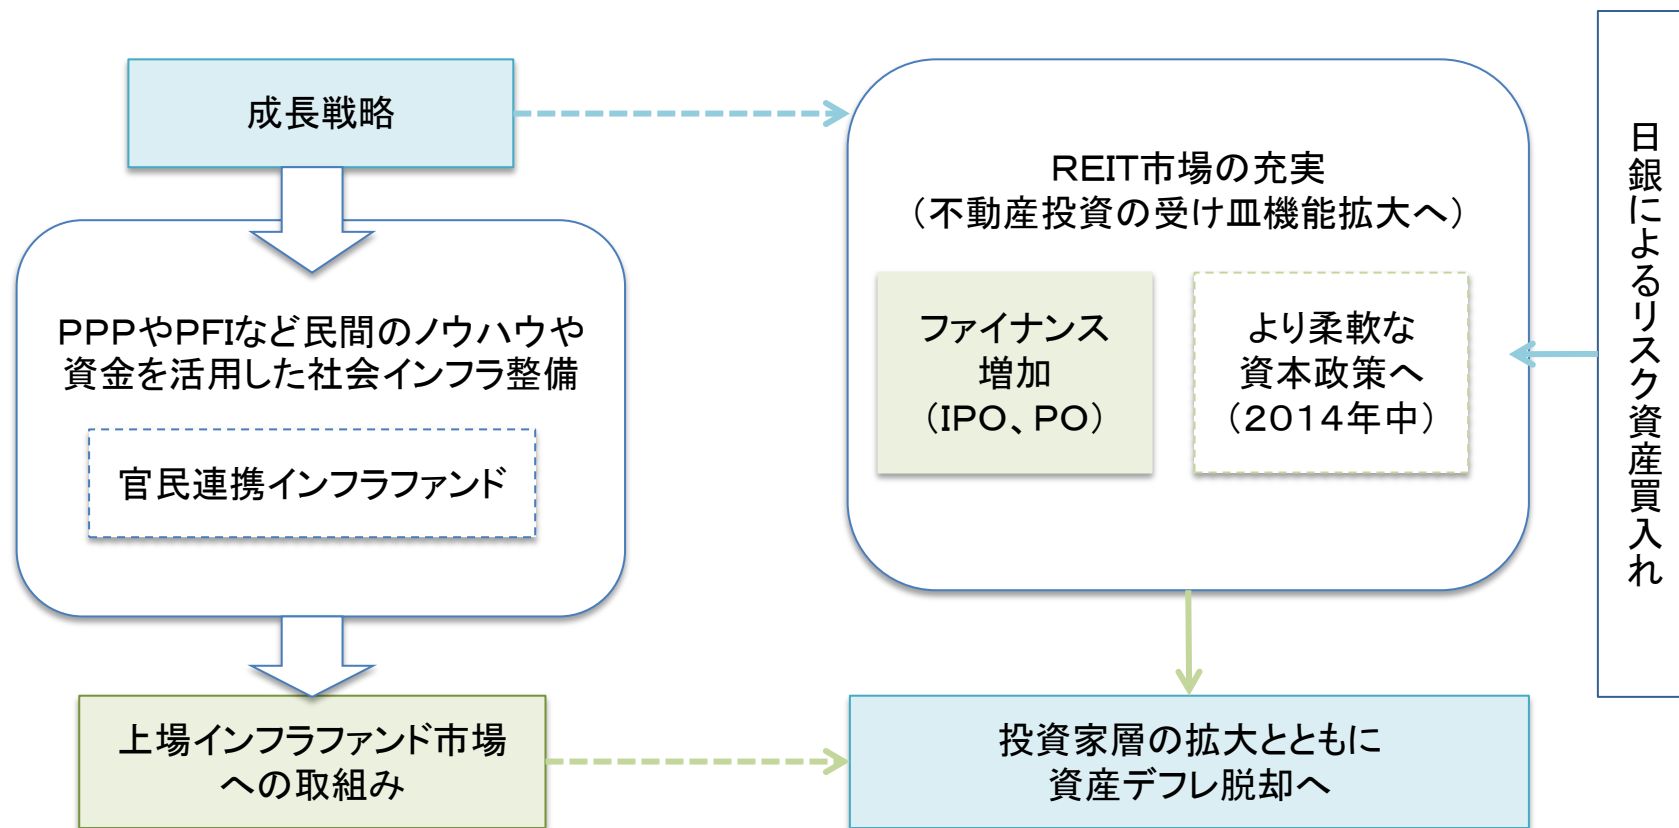 成長戦略
PPPやPFIなど民間のノウハウや
資金を活用した社会インフラ整備
官民連携インフラファンド
上場インフラファンド市場
への取組み
REIT市場の充実
（不動産投資の受け皿機能拡大へ）
ファイナンス
増加
（IPO、PO）
より柔軟な
資本政策へ
（2014年中）
投資家層の拡大とともに
資産デフレ脱却へ
日銀によるリスク資産買入れ